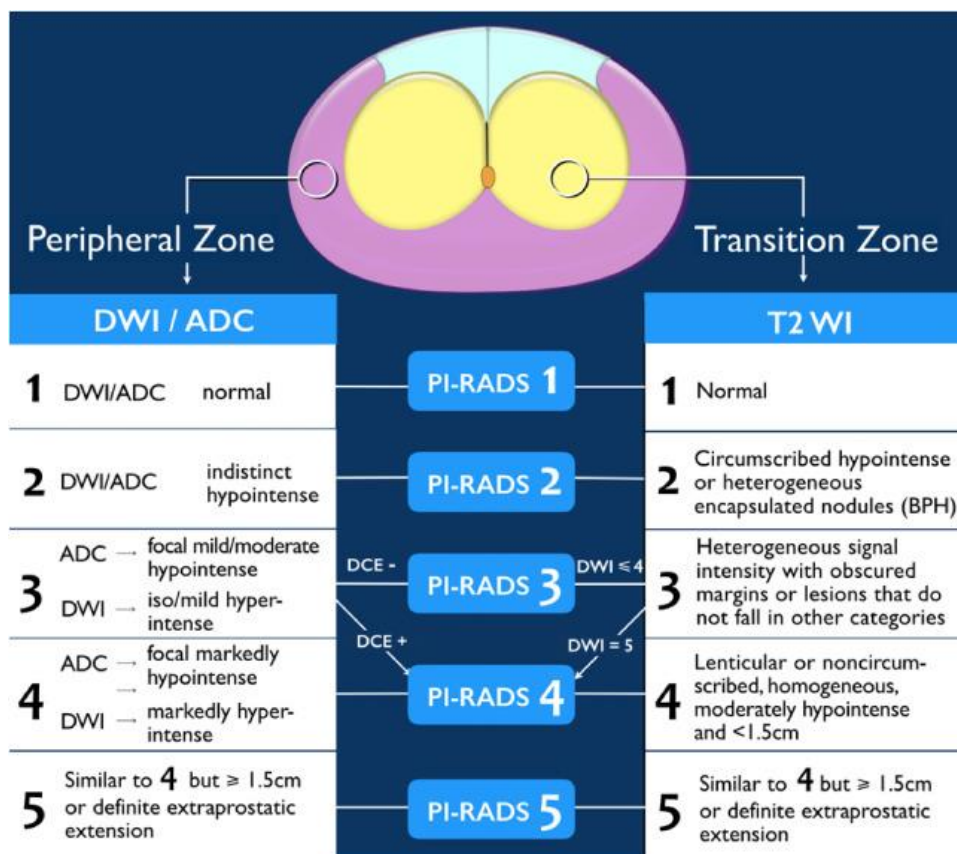 Peripheral Zone
Transition Zone
DWI / ADC
T2 WI
1 DWI/ADC normal
PI-RADS 1
1 Normal
2 DWI/ADC indistinct
hypointense
PI-RADS 2
2 Circumscribed hypointense
or heterogeneous
encapsulated nodules (BPH)
3 ADC → focal mild/moderate
hypointense
DWI → iso/mild hyper-
intense
DCE -
DCE +
PI-RADS 3
DWI ≤ 4
DWI = 5
3 Heterogeneous signal
intensity with obscured
margins or lesions that do
not fall in other categories
4 ADC → focal markedly
→ hypointense
DWI → markedly hyper-
intense
PI-RADS 4
4 Lenticular or noncircum-
scribed, homogeneous,
moderately hypointense
and <1.5cm
5 Similar to 4 but ≥ 1.5cm
or definite extraprostatic
extension
PI-RADS 5
5 Similar to 4 but ≥ 1.5cm
or definite extraprostatic
extension